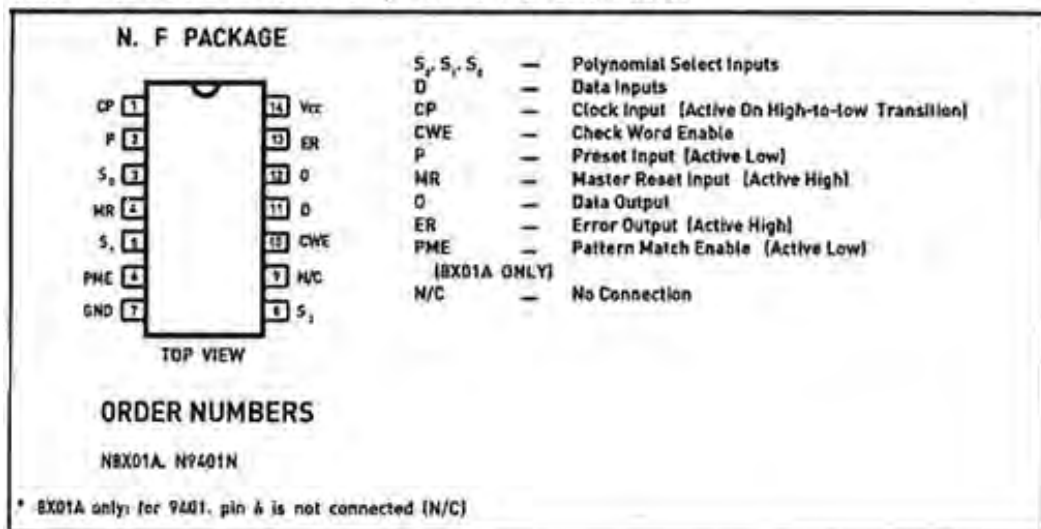 N. F PACKAGE
CP 1
P 2
S₀ 3
MR 4
S₁ 5
PME 6
GND 7
14 Vcc
13 ER
12 O
11 D
10 CWE
9 N/C
8 S₂
TOP VIEW
S₀, S₁, S₂ — Polynomial Select Inputs
D — Data Inputs
CP — Clock Input (Active On High-to-low Transition)
CWE — Check Word Enable
P — Preset Input (Active Low)
MR — Master Reset Input (Active High)
O — Data Output
ER — Error Output (Active High)
PME — Pattern Match Enable (Active Low)
(8X01A ONLY)
N/C — No Connection
ORDER NUMBERS
N8X01A, N9401N
* 8X01A only; for 9401, pin 6 is not connected (N/C)